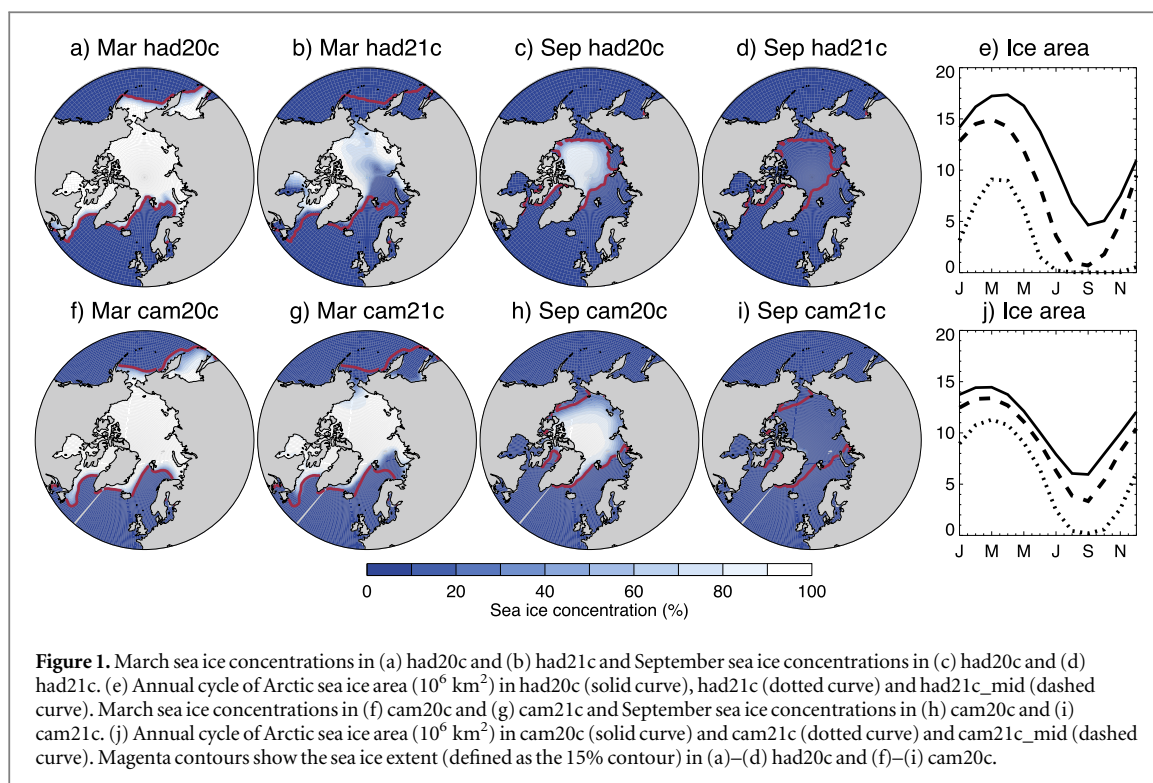 a) Mar had20c
b) Mar had21c
c) Sep had20c
d) Sep had21c
e) Ice area
20
15
10
5
0
J M M J S N
f) Mar cam20c
g) Mar cam21c
h) Sep cam20c
i) Sep cam21c
j) Ice area
20
15
10
5
0
J M M J S N
0 20 40 60 80 100
Sea ice concentration (%)
Figure 1. March sea ice concentrations in (a) had20c and (b) had21c and September sea ice concentrations in (c) had20c and (d)
had21c. (e) Annual cycle of Arctic sea ice area (10⁶ km²) in had20c (solid curve), had21c (dotted curve) and had21c_mid (dashed
curve). March sea ice concentrations in (f) cam20c and (g) cam21c and September sea ice concentrations in (h) cam20c and (i)
cam21c. (j) Annual cycle of Arctic sea ice area (10⁶ km²) in cam20c (solid curve) and cam21c (dotted curve) and cam21c_mid (dashed
curve). Magenta contours show the sea ice extent (defined as the 15% contour) in (a)–(d) had20c and (f)–(i) cam20c.